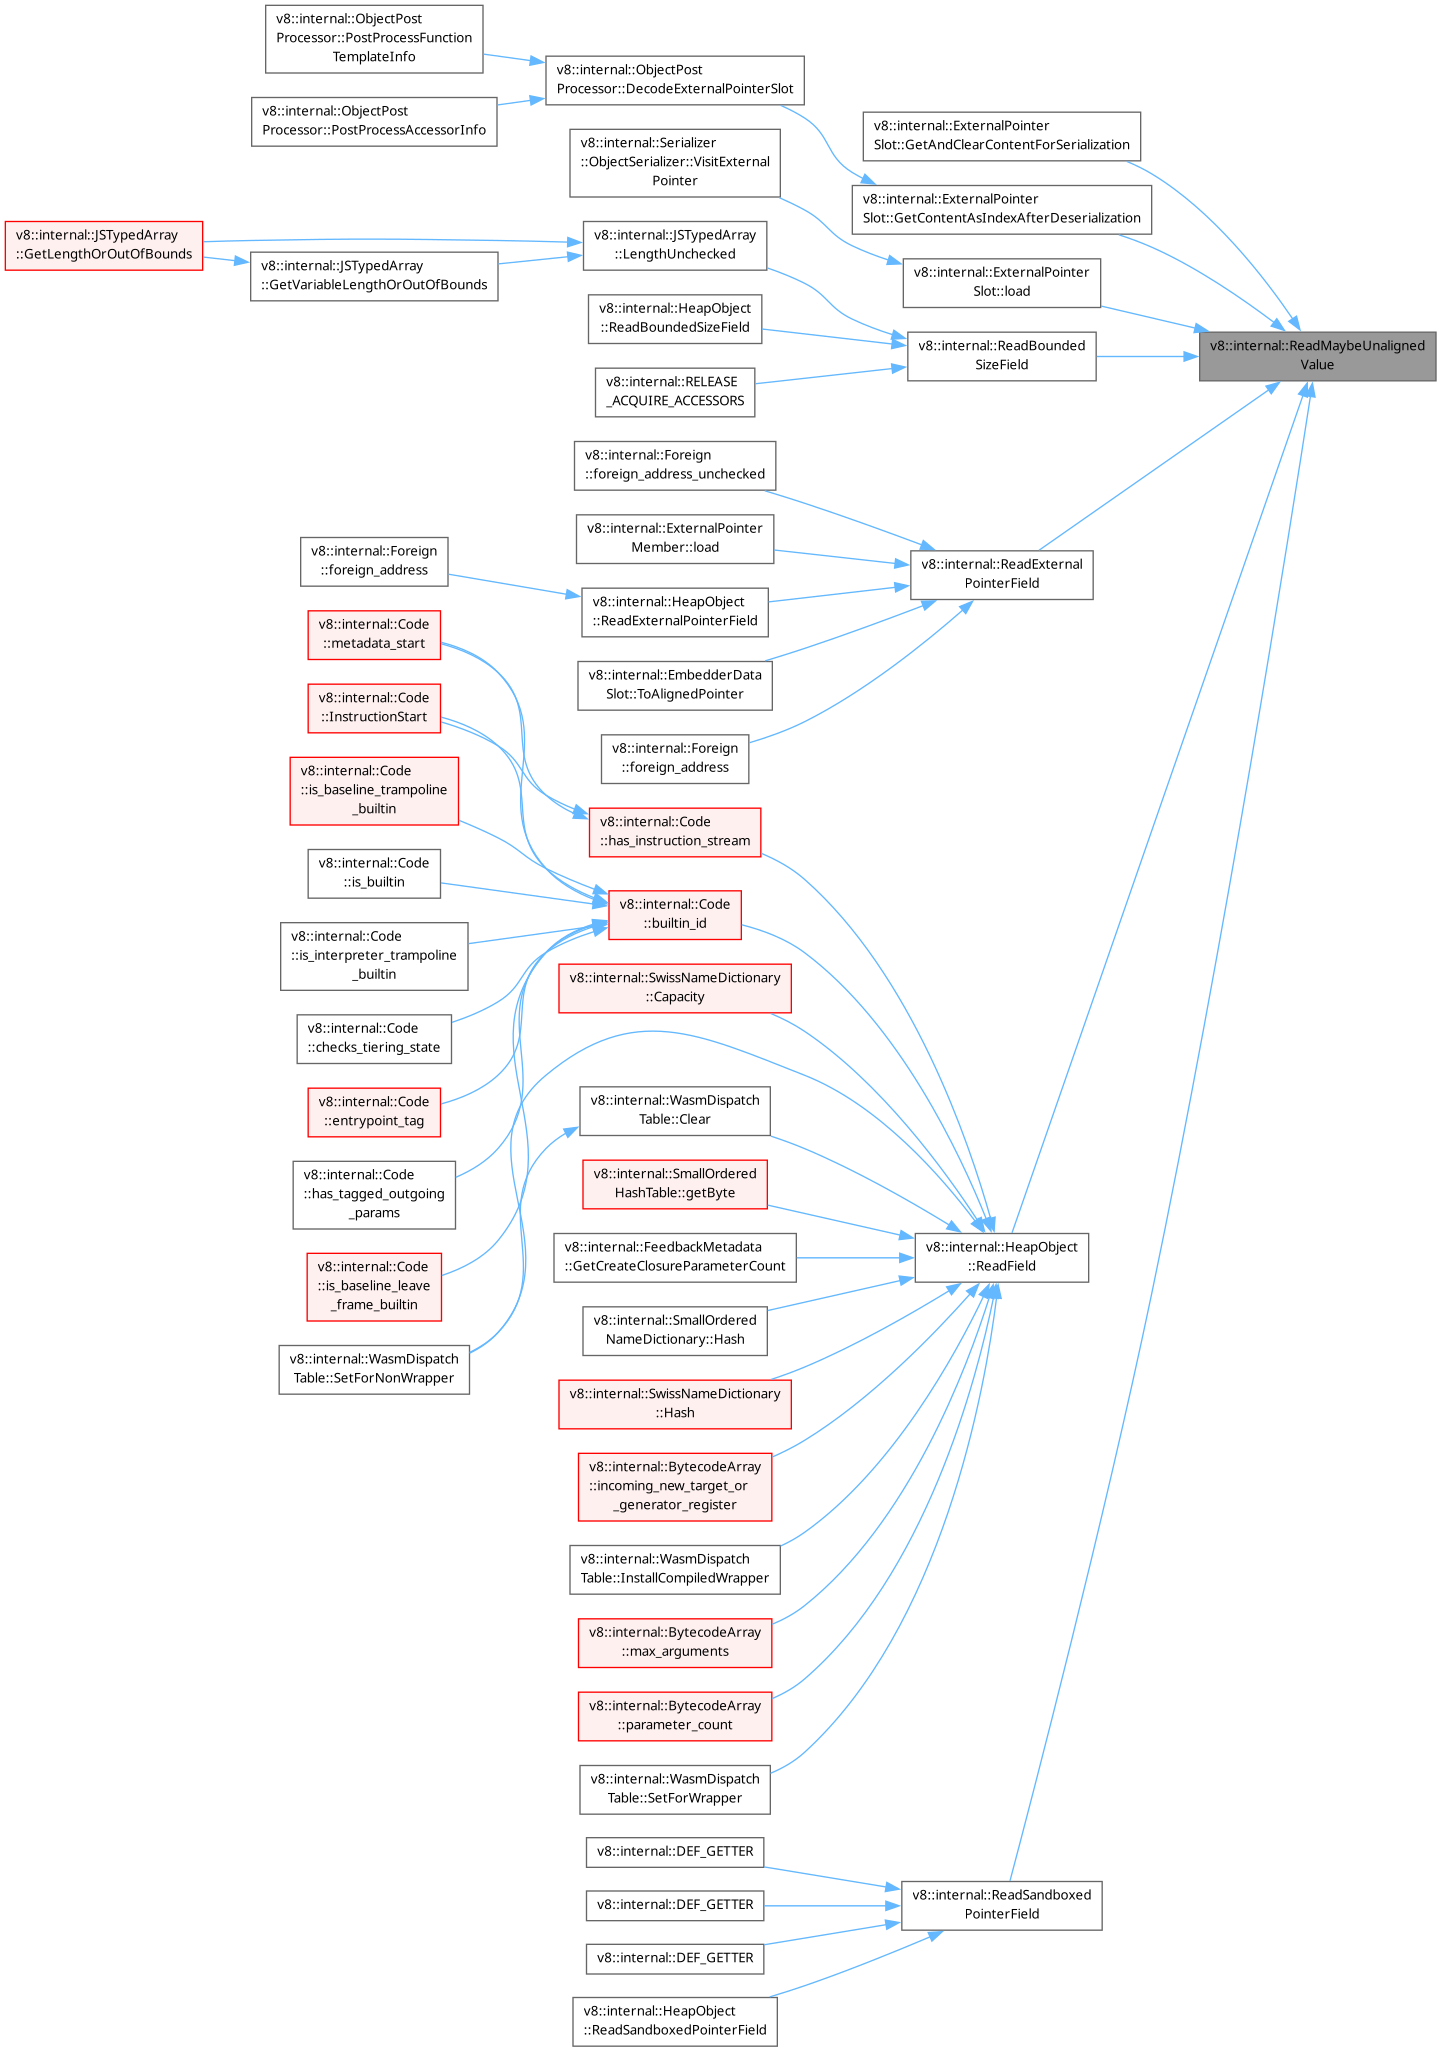 v8::internal::ObjectPost
Processor::PostProcessFunction
TemplateInfo
v8::internal::ObjectPost
Processor::PostProcessAccessorInfo
v8::internal::JSTypedArray
::GetLengthOrOutOfBounds
v8::internal::JSTypedArray
::GetVariableLengthOrOutOfBounds
v8::internal::Foreign
::foreign_address
v8::internal::Code
::metadata_start
v8::internal::Code
::InstructionStart
v8::internal::Code
::is_baseline_trampoline
_builtin
v8::internal::Code
::is_builtin
v8::internal::Code
::is_interpreter_trampoline
_builtin
v8::internal::Code
::checks_tiering_state
v8::internal::Code
::entrypoint_tag
v8::internal::Code
::has_tagged_outgoing
_params
v8::internal::Code
::is_baseline_leave
_frame_builtin
v8::internal::WasmDispatch
Table::SetForNonWrapper
v8::internal::ObjectPost
Processor::DecodeExternalPointerSlot
v8::internal::Serializer
::ObjectSerializer::VisitExternal
Pointer
v8::internal::JSTypedArray
::LengthUnchecked
v8::internal::HeapObject
::ReadBoundedSizeField
v8::internal::RELEASE
_ACQUIRE_ACCESSORS
v8::internal::Foreign
::foreign_address_unchecked
v8::internal::ExternalPointer
Member::load
v8::internal::HeapObject
::ReadExternalPointerField
v8::internal::EmbedderData
Slot::ToAlignedPointer
v8::internal::Foreign
::foreign_address
v8::internal::Code
::has_instruction_stream
v8::internal::Code
::builtin_id
v8::internal::SwissNameDictionary
::Capacity
v8::internal::WasmDispatch
Table::Clear
v8::internal::SmallOrdered
HashTable::getByte
v8::internal::FeedbackMetadata
::GetCreateClosureParameterCount
v8::internal::SmallOrdered
NameDictionary::Hash
v8::internal::SwissNameDictionary
::Hash
v8::internal::BytecodeArray
::incoming_new_target_or
_generator_register
v8::internal::WasmDispatch
Table::InstallCompiledWrapper
v8::internal::BytecodeArray
::max_arguments
v8::internal::BytecodeArray
::parameter_count
v8::internal::WasmDispatch
Table::SetForWrapper
v8::internal::DEF_GETTER
v8::internal::DEF_GETTER
v8::internal::DEF_GETTER
v8::internal::HeapObject
::ReadSandboxedPointerField
v8::internal::ExternalPointer
Slot::GetAndClearContentForSerialization
v8::internal::ExternalPointer
Slot::GetContentAsIndexAfterDeserialization
v8::internal::ExternalPointer
Slot::load
v8::internal::ReadBounded
SizeField
v8::internal::ReadExternal
PointerField
v8::internal::HeapObject
::ReadField
v8::internal::ReadSandboxed
PointerField
v8::internal::ReadMaybeUnaligned
Value